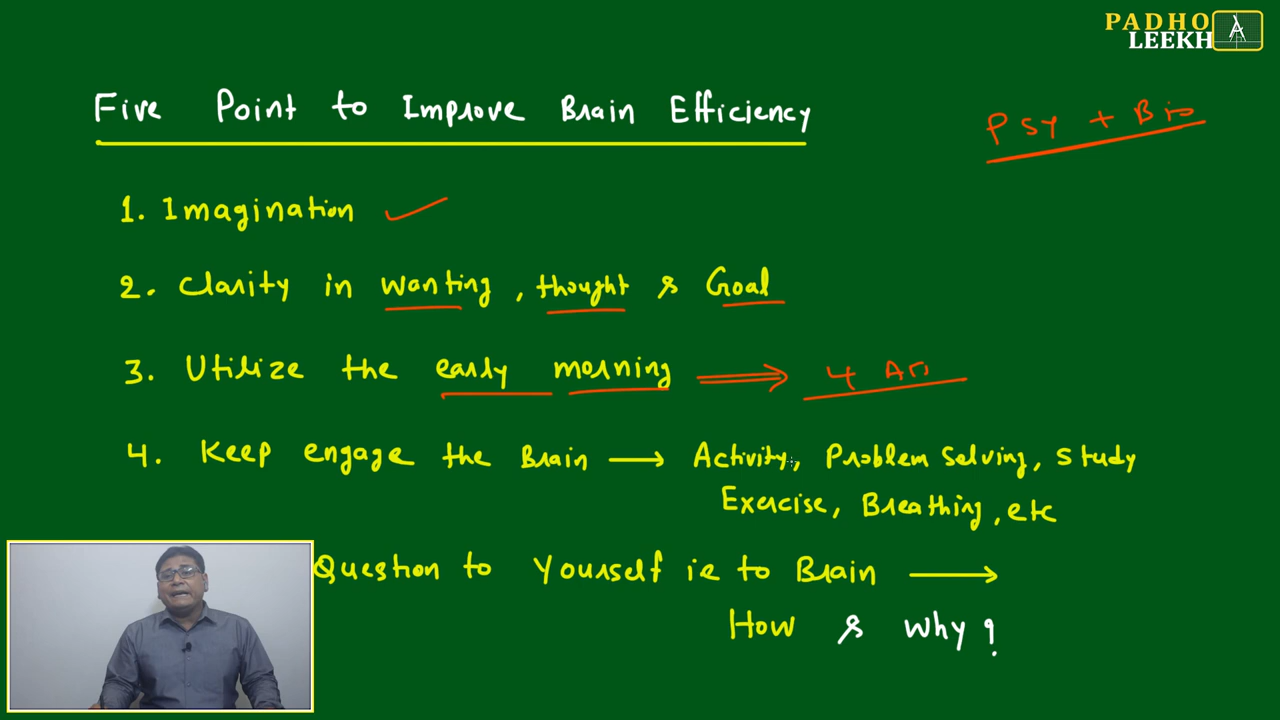 PADHO
LEEKH
Five Point to Improve Brain Efficiency
Psy + Bio
1. Imagination
2. Clarity in Wanting, thought & Goal
3. Utilize the early morning ⟹ 4 AM
4. Keep engage the Brain → Activity, Problem Solving, Study
Exercise, Breathing, etc
Question to Yourself ie to Brain →
How & Why?